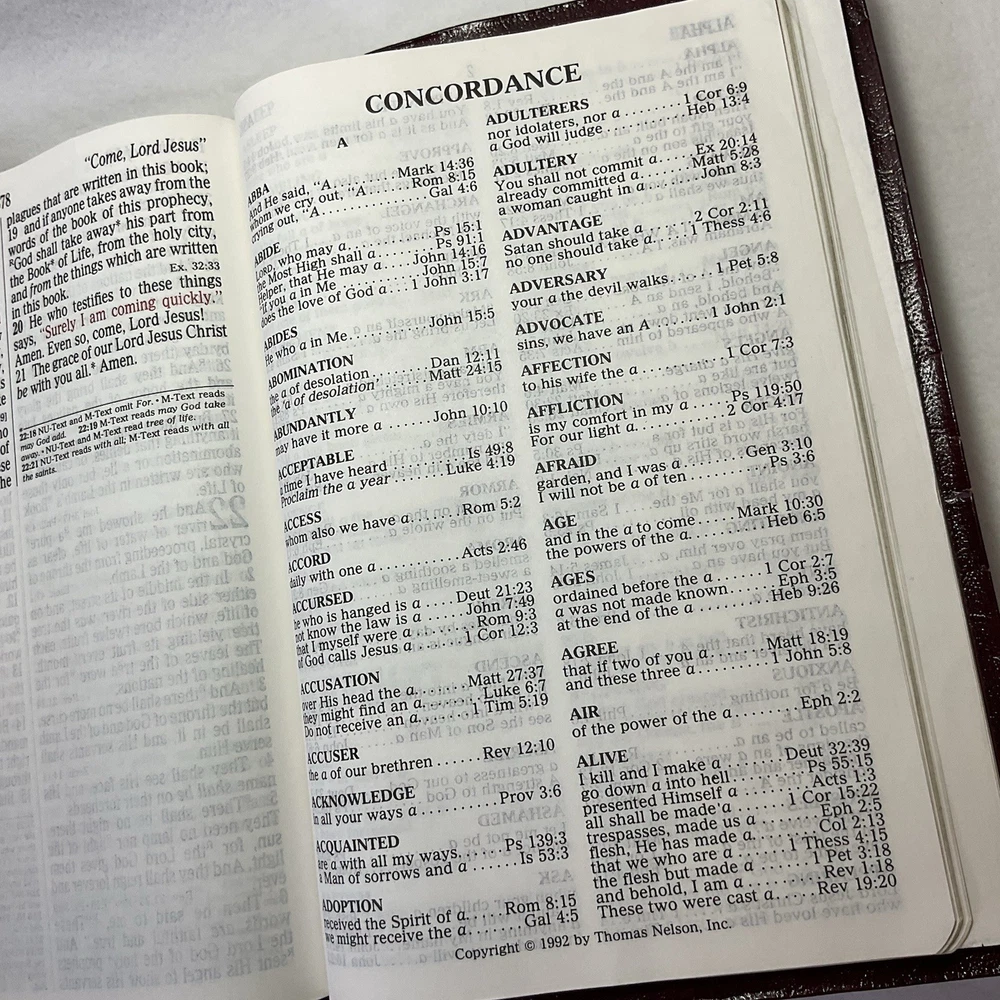 78
"Come, Lord Jesus"
plagues that are written in this book;
19 and if anyone takes away from the
words of the book of this prophecy,
*God shall take away* his part from
the Book* of Life, from the holy city,
and from the things which are written
in this book.
Ex. 32:33
20 He who testifies to these things
says, "Surely I am coming quickly."
Amen. Even so, come, Lord Jesus!
21 The grace of our Lord Jesus Christ
be with you all.* Amen.
22:18 NU-Text and M-Text omit For. • M-Text reads
may God add. 22:19 M-Text reads may God take
away. • NU-Text and M-Text read tree of life.
22:21 NU-Text reads with all; M-Text reads with all
the saints.
CONCORDANCE
A
ABBA
And He said, "A ........ Mark 14:36
whom we cry out, "A ...... Rom 8:15
crying out, "A ............ Gal 4:6
ABIDE
LORD, who may a ........... Ps 15:1
the Most High shall a ...... Ps 91:1
Helper, that He may a ..... John 14:16
"If you a in Me ........ John 15:7
does the love of God a ... 1 John 3:17
ABIDES
He who a in Me ........ John 15:5
ABOMINATION
the a of desolation ...... Dan 12:11
the 'a of desolation' ..... Matt 24:15
ABUNDANTLY
may have it more a ...... John 10:10
ACCEPTABLE
a time I have heard ........ Is 49:8
Proclaim the a year ...... Luke 4:19
ACCESS
whom also we have a ...... Rom 5:2
ACCORD
daily with one a .......... Acts 2:46
ACCURSED
he who is hanged is a .... Deut 21:23
not know the law is a ..... John 7:49
that I myself were a ...... Rom 9:3
of God calls Jesus a ...... 1 Cor 12:3
ACCUSATION
over His head the a ...... Matt 27:37
they might find an a ...... Luke 6:7
Do not receive an a ...... 1 Tim 5:19
ACCUSER
the a of our brethren ...... Rev 12:10
ACKNOWLEDGE
in all your ways a ........ Prov 3:6
ACQUAINTED
are a with all my ways ...... Ps 139:3
a Man of sorrows and a ..... Is 53:3
ADOPTION
received the Spirit of a ..... Rom 8:15
we might receive the a ...... Gal 4:5
ADULTERERS
nor idolaters, nor a ....... 1 Cor 6:9
a God will judge ......... Heb 13:4
ADULTERY
You shall not commit a ..... Ex 20:14
already committed a ...... Matt 5:28
a woman caught in a ...... John 8:3
ADVANTAGE
Satan should take a ..... 2 Cor 2:11
no one should take a ..... 1 Thess 4:6
ADVERSARY
your a the devil walks ..... 1 Pet 5:8
ADVOCATE
sins, we have an A ...... 1 John 2:1
AFFECTION
to his wife the a ......... 1 Cor 7:3
AFFLICTION
is my comfort in my a ..... Ps 119:50
For our light a ......... 2 Cor 4:17
AFRAID
garden, and I was a ...... Gen 3:10
I will not be a of ten ...... Ps 3:6
AGE
and in the a to come ..... Mark 10:30
the powers of the a ........ Heb 6:5
AGES
ordained before the a ...... 1 Cor 2:7
a was not made known ...... Eph 3:5
at the end of the a ........ Heb 9:26
AGREE
that if two of you a ...... Matt 18:19
and these three a ....... 1 John 5:8
AIR
of the power of the a ....... Eph 2:2
ALIVE
I kill and I make a ...... Deut 32:39
go down a into hell ....... Ps 55:15
presented Himself a ....... Acts 1:3
all shall be made a ...... 1 Cor 15:22
trespasses, made us a ...... Eph 2:5
flesh, He has made a ...... Col 2:13
that we who are a ...... 1 Thess 4:15
the flesh but made a ...... 1 Pet 3:18
and behold, I am a ....... Rev 1:18
These two were cast a ..... Rev 19:20
Copyright © 1992 by Thomas Nelson, Inc.